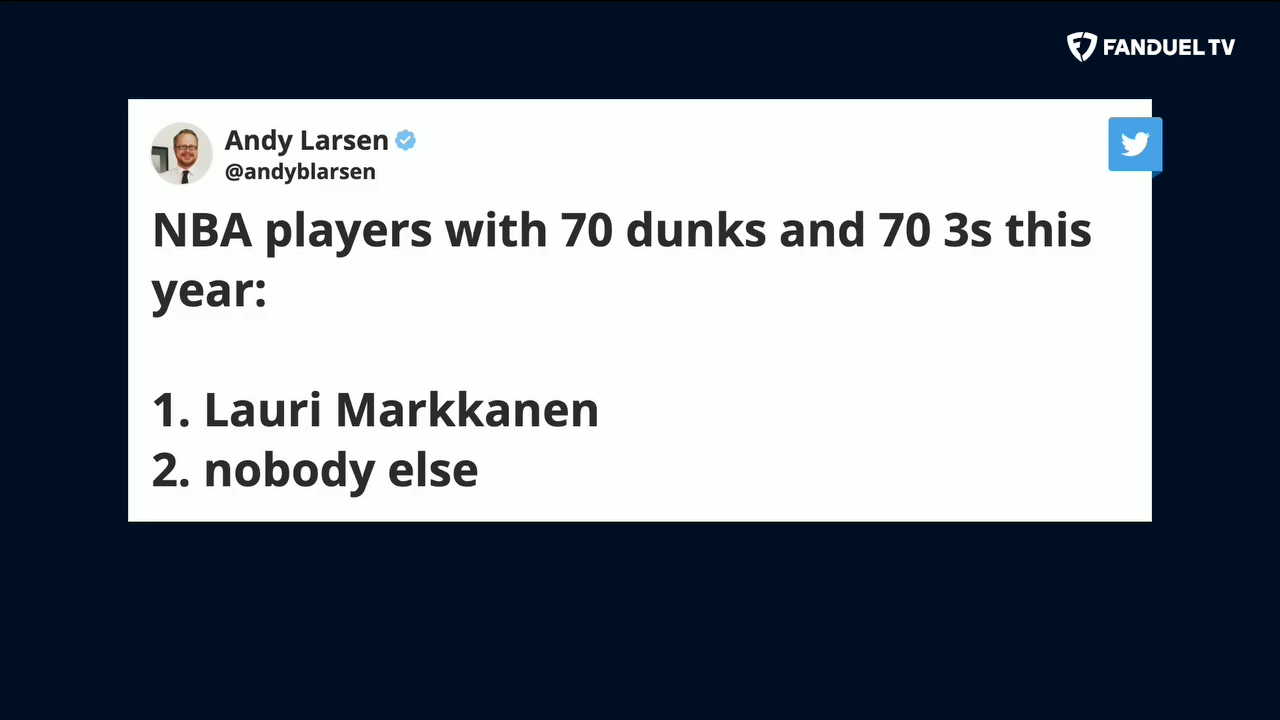 FANDUEL TV
Andy Larsen
@andyblarsen
NBA players with 70 dunks and 70 3s this
year:
1. Lauri Markkanen
2. nobody else